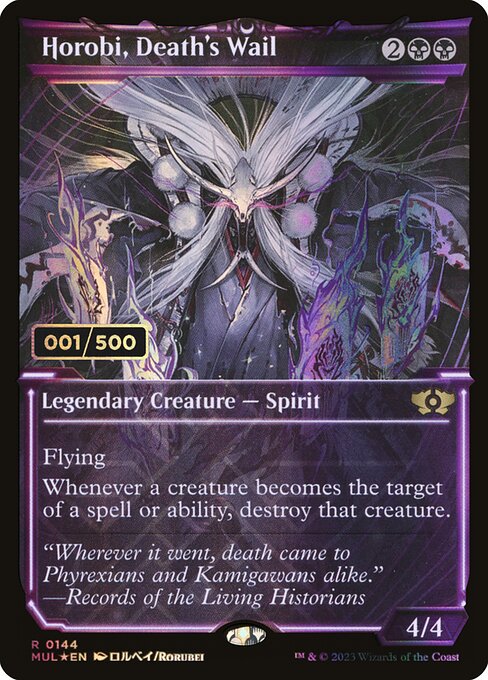 Horobi, Death's Wail 2
001/500
Legendary Creature — Spirit
Flying
Whenever a creature becomes the target
of a spell or ability, destroy that creature.
“Wherever it went, death came to
Phyrexians and Kamigawans alike.”
—Records of the Living Historians
4/4
R 0144
MUL★EN ロルベイ/Rorubei
™ & © 2023 Wizards of the Coast